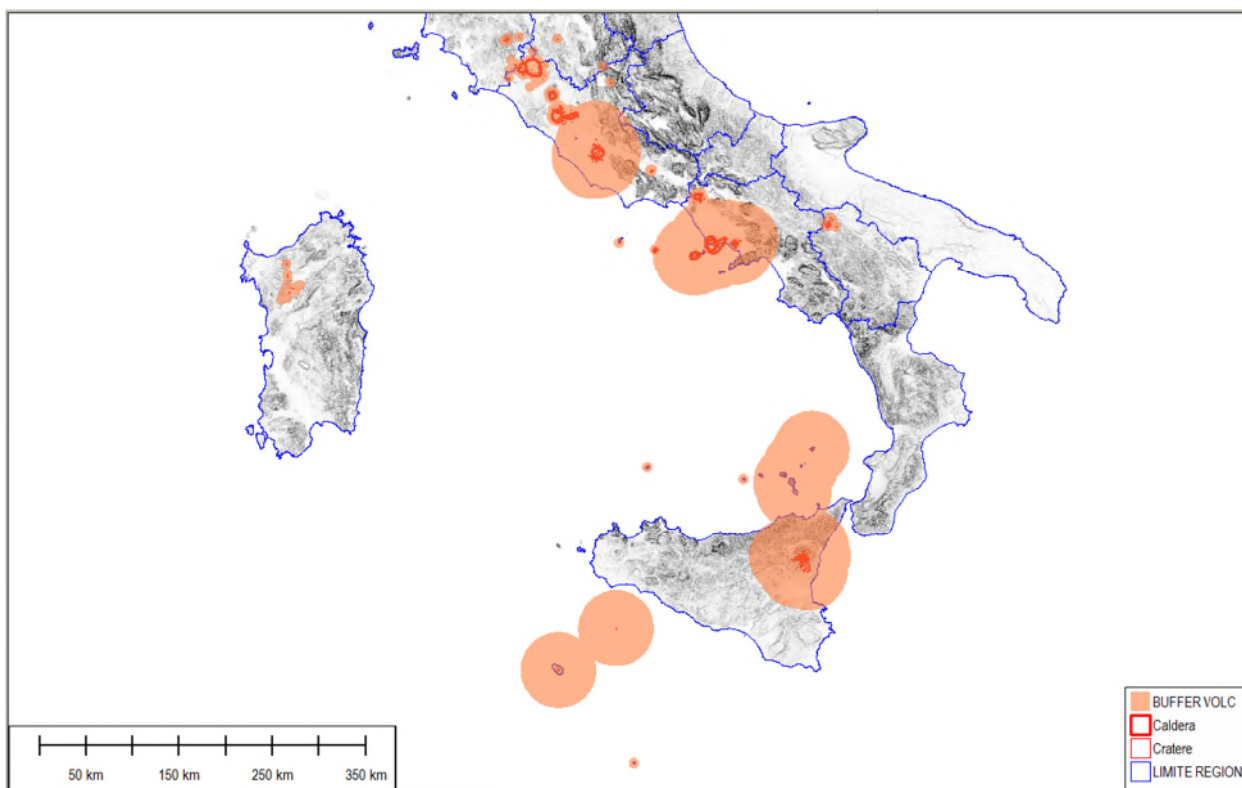 50 km 150 km 250 km 350 km
BUFFER VOLC
Caldera
Cratere
LIMITE REGION